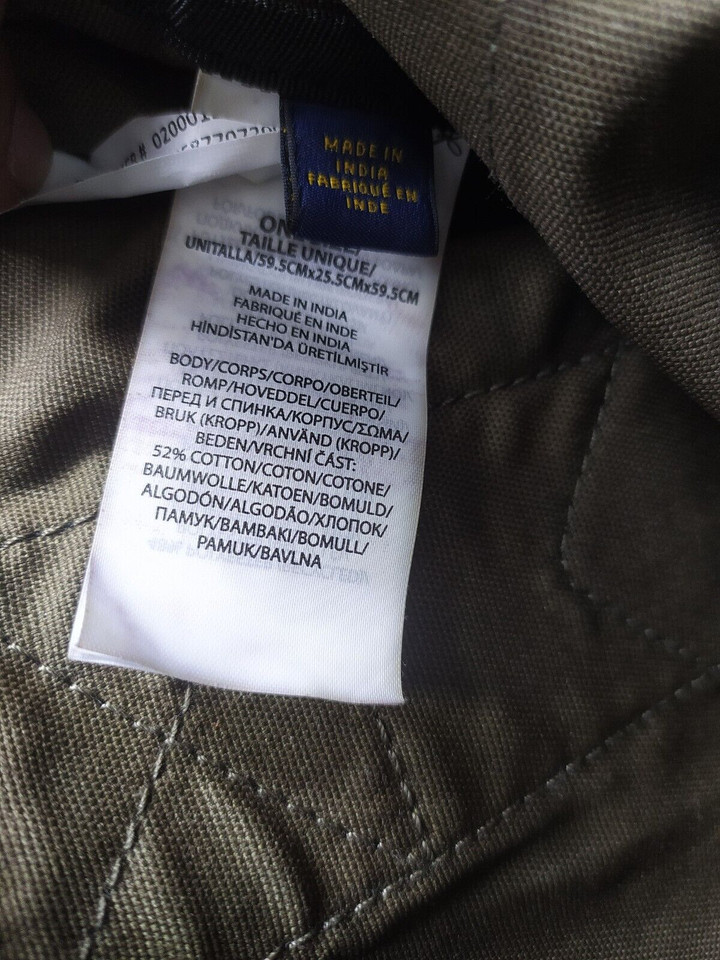 MADE IN
INDIA
FABRIQUÉ EN
INDE
TAILLE UNIQUE/
UNITALLA/59.5CMx25.5CMx59.5CM
MADE IN INDIA
FABRIQUÉ EN INDE
HECHO EN INDIA
HİNDİSTAN'DA ÜRETİLMIŞTİR
BODY/CORPS/CORPO/OBERTEIL/
ROMP/HOVEDDEL/CUERPO/
ПЕРЕД И СПИНКА/КОРПУС/ΣΩΜΑ/
BRUK (KROPP)/ANVÄND (KROPP)/
BEDEN/VRCHNÍ ČÁST:
52% COTTON/COTON/COTONE/
BAUMWOLLE/KATOEN/BOMULD/
ALGODÓN/ALGODÃO/ХЛОПОК/
ПАМУК/BAMBAKI/BOMULL/
PAMUK/BAVLNA